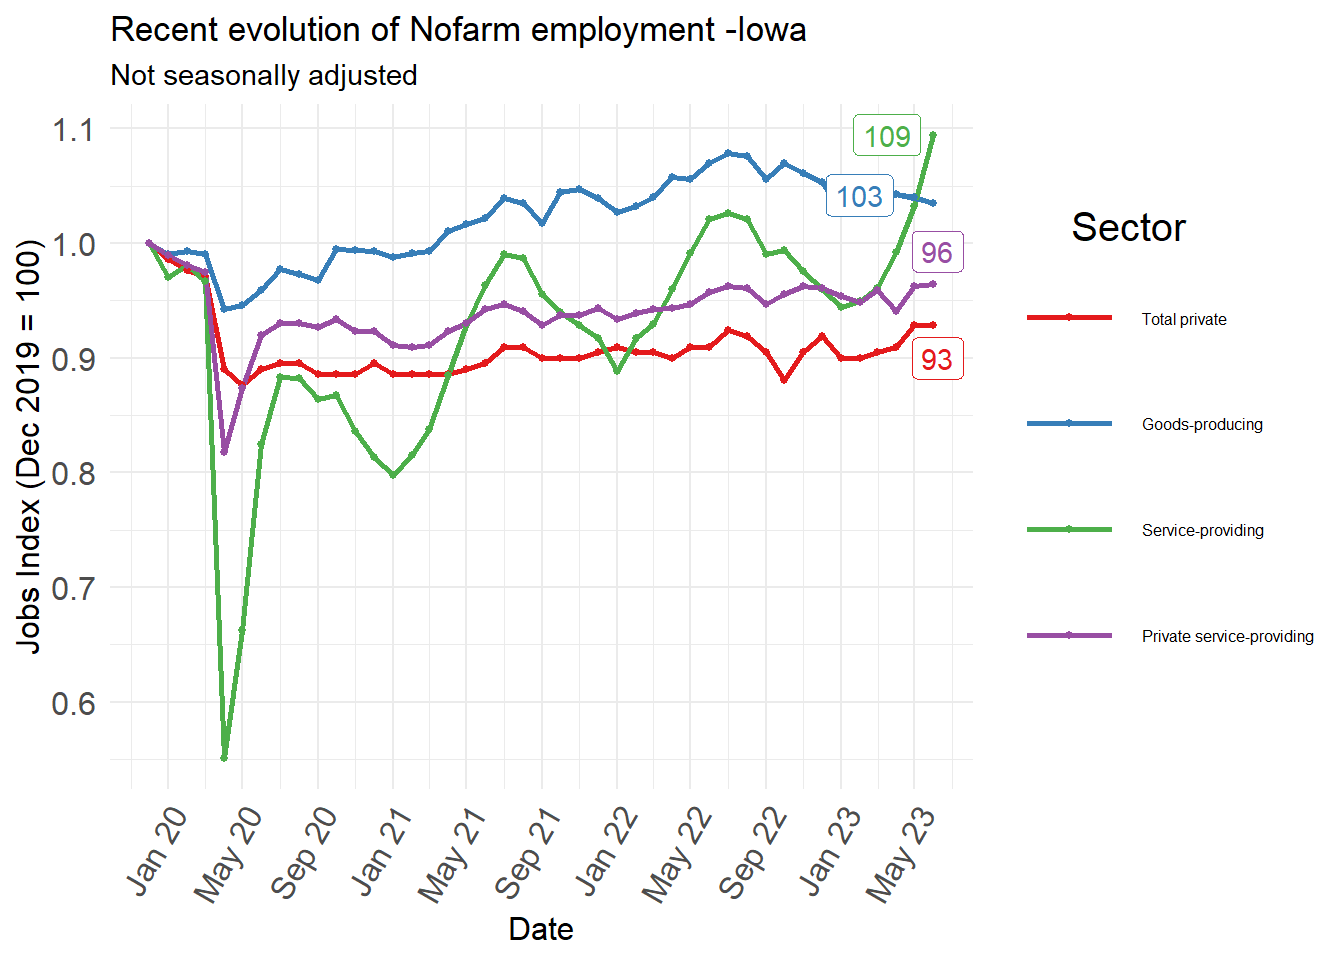 Recent evolution of Nofarm employment -Iowa
Not seasonally adjusted
Jobs Index (Dec 2019 = 100)
1.1
1.0
0.9
0.8
0.7
0.6
109
103
96
93
Jan 20
May 20
Sep 20
Jan 21
May 21
Sep 21
Jan 22
May 22
Sep 22
Jan 23
May 23
Date
Sector
Total private
Goods-producing
Service-providing
Private service-providing